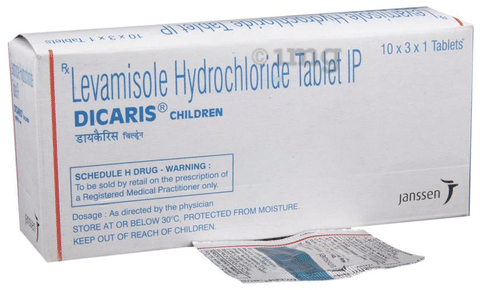 1mg
Rx Levamisole Hydrochloride Tablet IP
10 x 3 x 1 Tablets
DICARIS® CHILDREN
डायकैरिस चिल्ड्रेन
SCHEDULE H DRUG - WARNING :
To be sold by retail on the prescription of
a Registered Medical Practitioner only.
Dosage : As directed by the physician
STORE AT OR BELOW 30°C. PROTECTED FROM MOISTURE.
KEEP OUT OF REACH OF CHILDREN.
janssen